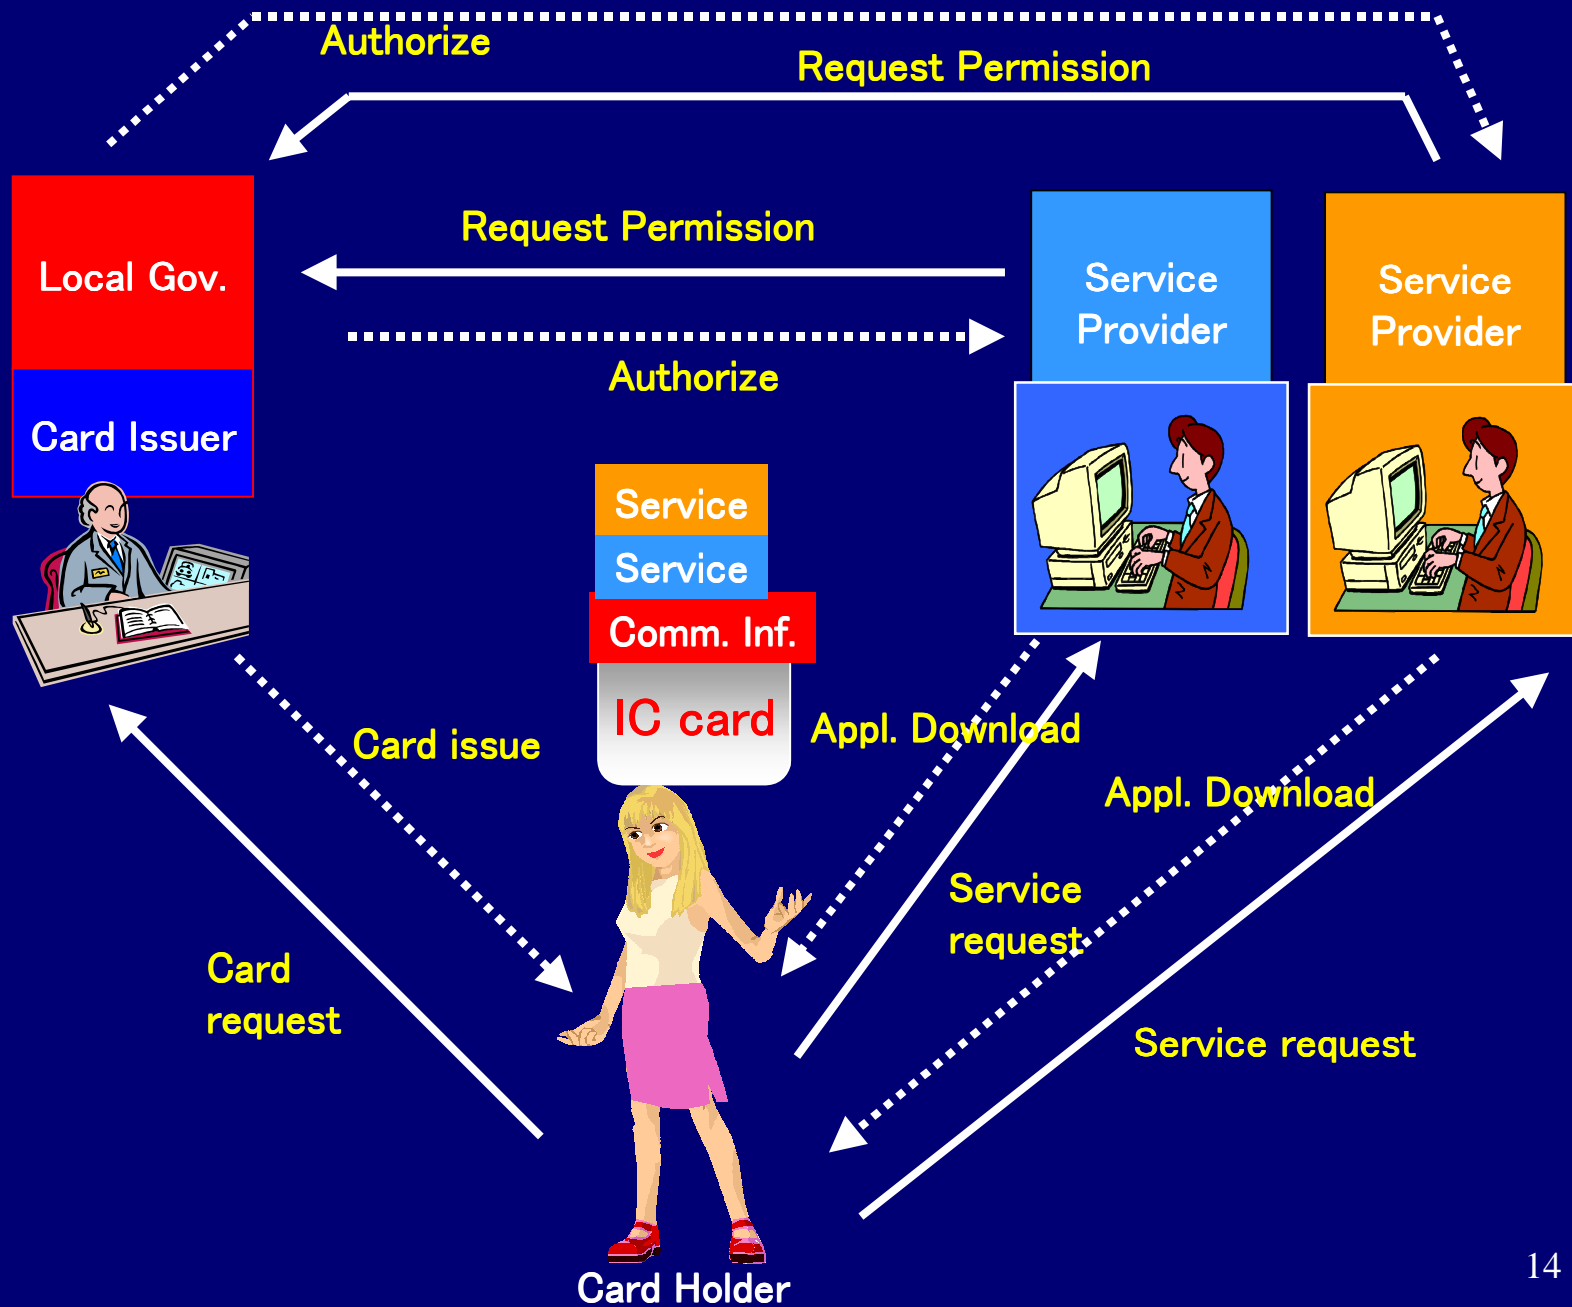 Authorize
Request Permission
Request Permission
Local Gov.
Service
Provider
Service
Provider
Authorize
Card Issuer
Service
Service
Comm. Inf.
IC card
Card issue
Appl. Download
Appl. Download
Service
request
Card
request
Service request
Card Holder
14